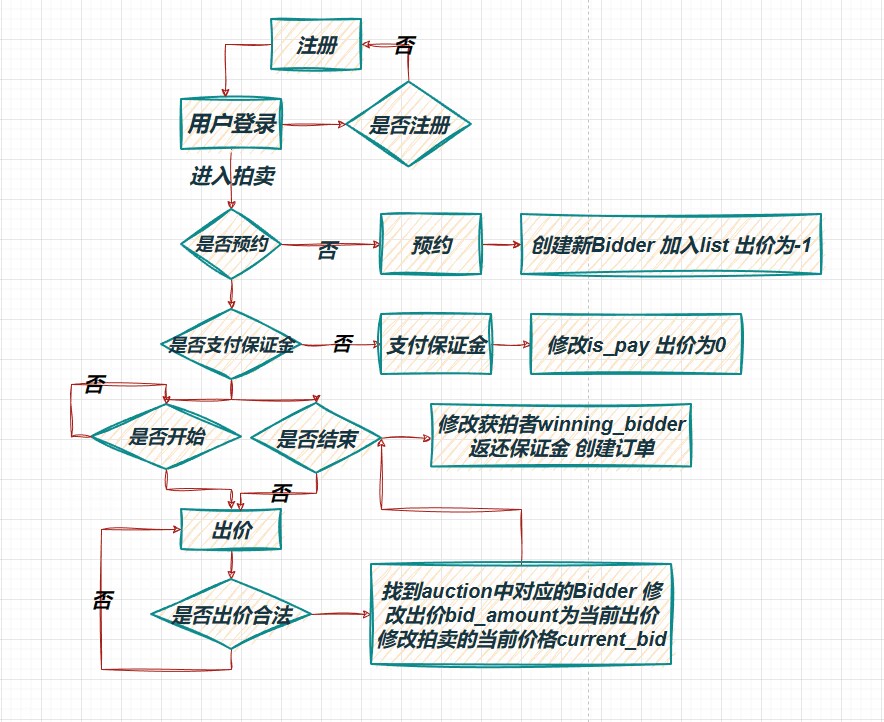 注册
否
用户登录
是否注册
进入拍卖
是否预约
否
预约
创建新Bidder 加入list 出价为-1
是否支付保证金
否
支付保证金
修改is_pay 出价为0
否
是否开始
是否结束
修改获拍者winning_bidder
返还保证金 创建订单
否
出价
否
是否出价合法
找到auction中对应的Bidder 修
改出价bid_amount为当前出价
修改拍卖的当前价格current_bid